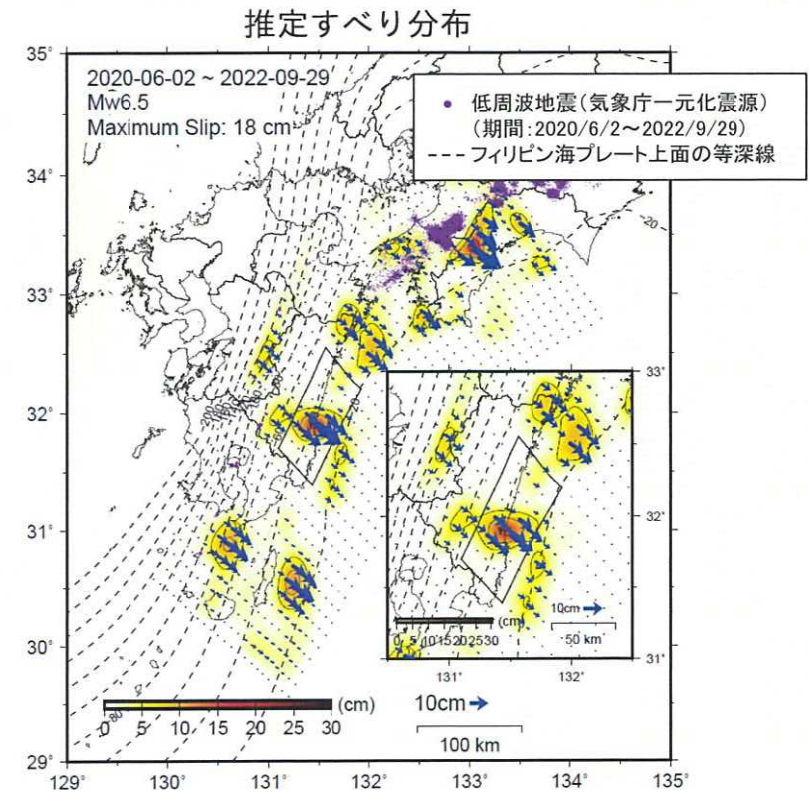 推定すべり分布
2020-06-02 ~ 2022-09-29
Mw6.5
Maximum Slip: 18 cm
低周波地震(気象庁一元化震源)
(期間:2020/6/2~2022/9/29)
フィリピン海プレート上面の等深線
35°
34°
33°
32°
31°
30°
29°
-20
33°
32°
31°
10cm
(cm)
0 5 10 15 20 25 30
50 km
131° 132°
(cm)
0 5 10 15 20 25 30
10cm
100 km
129° 130° 131° 132° 133° 134° 135°